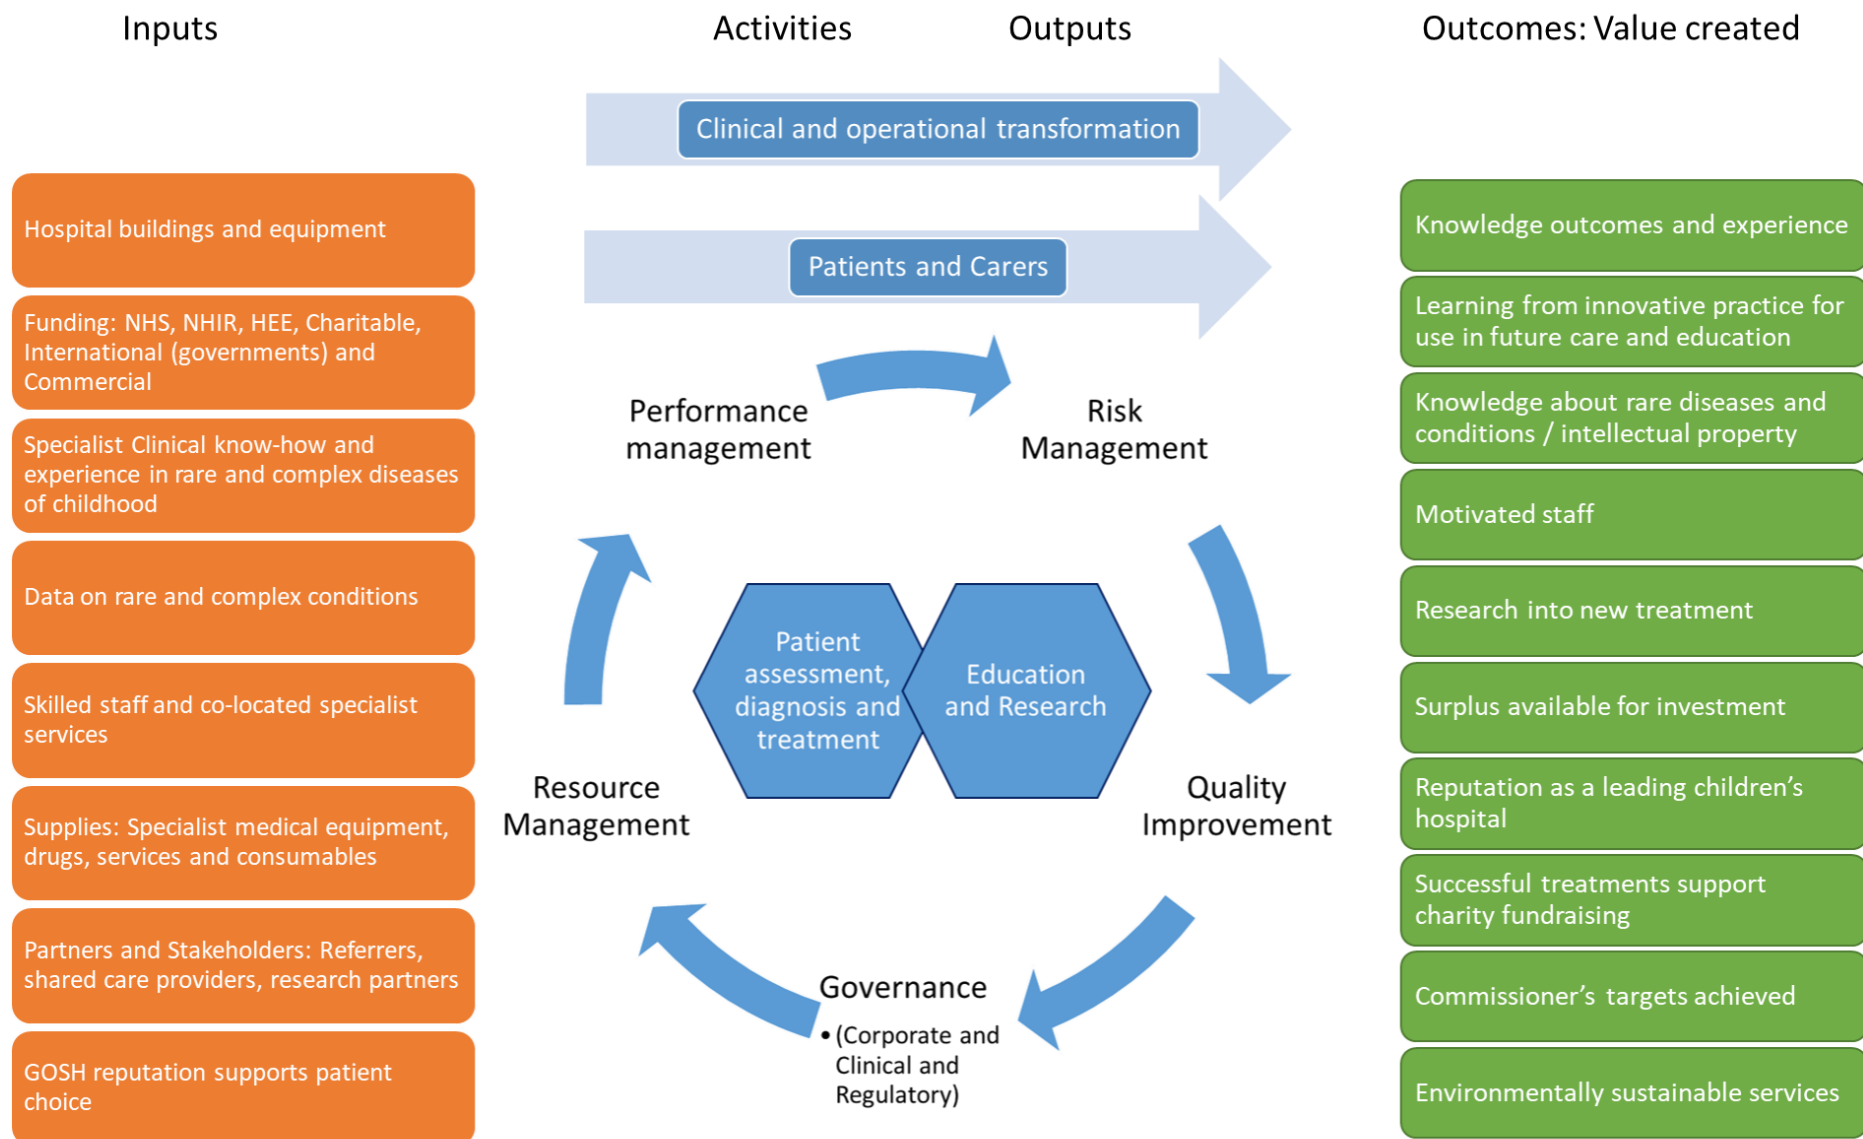 Inputs
Activities
Outputs
Outcomes: Value created
Clinical and operational transformation
Patients and Carers
Hospital buildings and equipment
Funding: NHS, NHIR, HEE, Charitable,
International (governments) and
Commercial
Specialist Clinical know-how and
experience in rare and complex diseases
of childhood
Data on rare and complex conditions
Skilled staff and co-located specialist
services
Supplies: Specialist medical equipment,
drugs, services and consumables
Partners and Stakeholders: Referrers,
shared care providers, research partners
GOSH reputation supports patient
choice
Performance
management
Risk
Management
Patient
assessment,
diagnosis and
treatment
Education
and Research
Resource
Management
Quality
Improvement
Governance
• (Corporate and
Clinical and
Regulatory)
Knowledge outcomes and experience
Learning from innovative practice for
use in future care and education
Knowledge about rare diseases and
conditions / intellectual property
Motivated staff
Research into new treatment
Surplus available for investment
Reputation as a leading children’s
hospital
Successful treatments support
charity fundraising
Commissioner’s targets achieved
Environmentally sustainable services